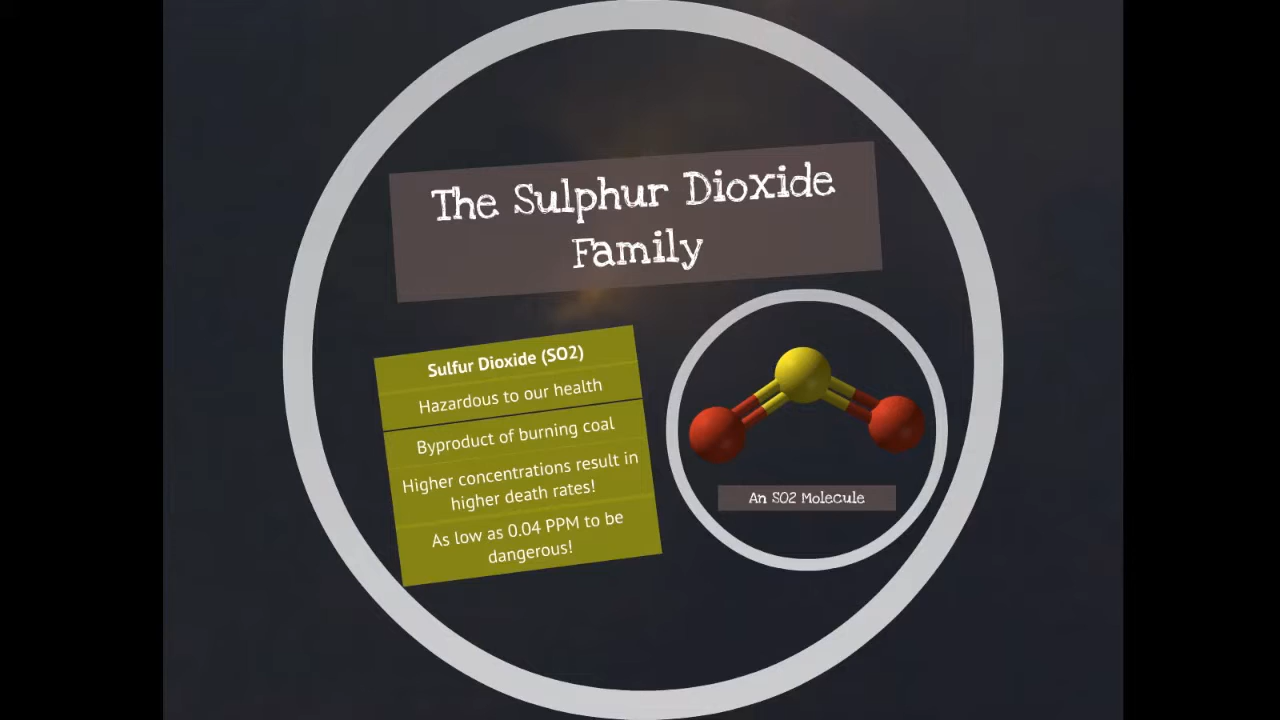 The Sulphur Dioxide
Family
Sulfur Dioxide (SO2)
Hazardous to our health
Byproduct of burning coal
Higher concentrations result in
higher death rates!
As low as 0.04 PPM to be
dangerous!
An SO2 Molecule